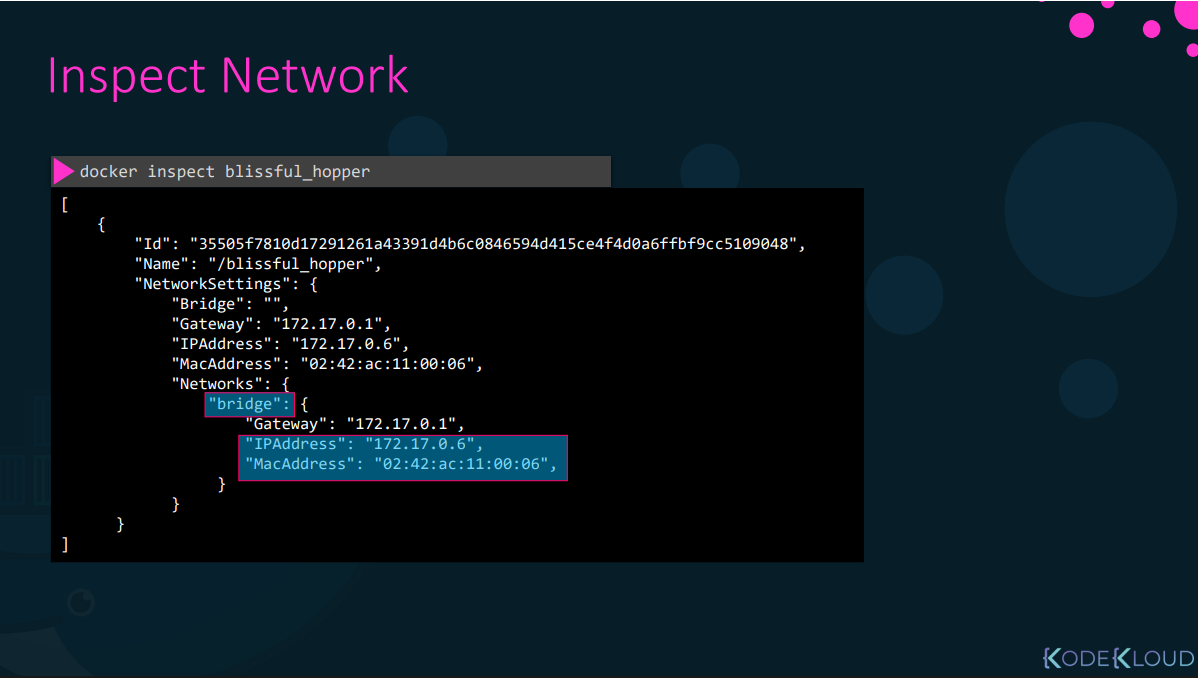 Inspect Network
docker inspect blissful_hopper
[
{
"Id": "35505f7810d17291261a43391d4b6c0846594d415ce4f4d0a6ffbf9cc5109048",
"Name": "/blissful_hopper",
"NetworkSettings": {
"Bridge": "",
"Gateway": "172.17.0.1",
"IPAddress": "172.17.0.6",
"MacAddress": "02:42:ac:11:00:06",
"Networks": {
"bridge": {
"Gateway": "172.17.0.1",
"IPAddress": "172.17.0.6",
"MacAddress": "02:42:ac:11:00:06",
}
}
}
]
KODEKLOUD